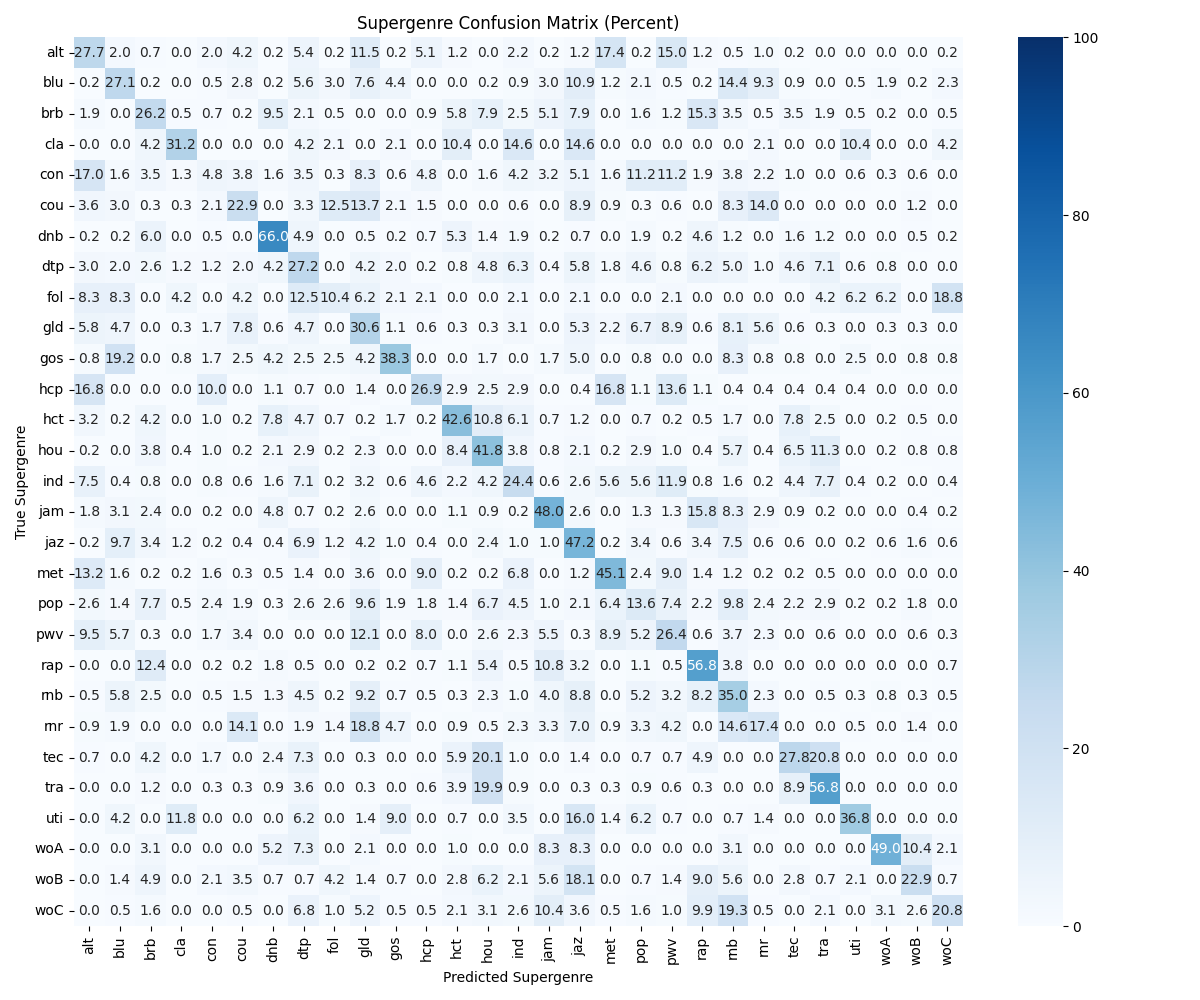 Supergenre Confusion Matrix (Percent)
alt 27.7 2.0 0.7 0.0 2.0 4.2 0.2 5.4 0.2 11.5 0.2 5.1 1.2 0.0 2.2 0.2 1.2 17.4 0.2 15.0 1.2 0.5 1.0 0.2 0.0 0.0 0.0 0.0 0.2
blu 0.2 27.1 0.2 0.0 0.5 2.8 0.2 5.6 3.0 7.6 4.4 0.0 0.0 0.2 0.9 3.0 10.9 1.2 2.1 0.5 0.2 14.4 9.3 0.9 0.0 0.5 1.9 0.2 2.3
brb 1.9 0.0 26.2 0.5 0.7 0.2 9.5 2.1 0.5 0.0 0.0 0.9 5.8 7.9 2.5 5.1 7.9 0.0 1.6 1.2 15.3 3.5 0.5 3.5 1.9 0.5 0.2 0.0 0.5
cla 0.0 0.0 4.2 31.2 0.0 0.0 0.0 4.2 2.1 0.0 2.1 0.0 10.4 0.0 14.6 0.0 14.6 0.0 0.0 0.0 0.0 0.0 2.1 0.0 0.0 10.4 0.0 0.0 4.2
con 17.0 1.6 3.5 1.3 4.8 3.8 1.6 3.5 0.3 8.3 0.6 4.8 0.0 1.6 4.2 3.2 5.1 1.6 11.2 11.2 1.9 3.8 2.2 1.0 0.0 0.6 0.3 0.6 0.0
cou 3.6 3.0 0.3 0.3 2.1 22.9 0.0 3.3 12.5 13.7 2.1 1.5 0.0 0.0 0.6 0.0 8.9 0.9 0.3 0.6 0.0 8.3 14.0 0.0 0.0 0.0 0.0 1.2 0.0
dnb 0.2 0.2 6.0 0.0 0.5 0.0 66.0 4.9 0.0 0.5 0.2 0.7 5.3 1.4 1.9 0.2 0.7 0.0 1.9 0.2 4.6 1.2 0.0 1.6 1.2 0.0 0.0 0.5 0.2
dtp 3.0 2.0 2.6 1.2 1.2 2.0 4.2 27.2 0.0 4.2 2.0 0.2 0.8 4.8 6.3 0.4 5.8 1.8 4.6 0.8 6.2 5.0 1.0 4.6 7.1 0.6 0.8 0.0 0.0
fol 8.3 8.3 0.0 4.2 0.0 4.2 0.0 12.5 10.4 6.2 2.1 2.1 0.0 0.0 2.1 0.0 2.1 0.0 0.0 2.1 0.0 0.0 0.0 0.0 4.2 6.2 6.2 0.0 18.8
gld 5.8 4.7 0.0 0.3 1.7 7.8 0.6 4.7 0.0 30.6 1.1 0.6 0.3 0.3 3.1 0.0 5.3 2.2 6.7 8.9 0.6 8.1 5.6 0.6 0.3 0.0 0.3 0.3 0.0
gos 0.8 19.2 0.0 0.8 1.7 2.5 4.2 2.5 2.5 4.2 38.3 0.0 0.0 1.7 0.0 1.7 5.0 0.0 0.8 0.0 0.0 8.3 0.8 0.8 0.0 2.5 0.0 0.8 0.8
hcp 16.8 0.0 0.0 0.0 10.0 0.0 1.1 0.7 0.0 1.4 0.0 26.9 2.9 2.5 2.9 0.0 0.4 16.8 1.1 13.6 1.1 0.4 0.4 0.4 0.4 0.4 0.0 0.0 0.0
hct 3.2 0.2 4.2 0.0 1.0 0.2 7.8 4.7 0.7 0.2 1.7 0.2 42.6 10.8 6.1 0.7 1.2 0.0 0.7 0.2 0.5 1.7 0.0 7.8 2.5 0.0 0.2 0.5 0.0
hou 0.2 0.0 3.8 0.4 1.0 0.2 2.1 2.9 0.2 2.3 0.0 0.0 8.4 41.8 3.8 0.8 2.1 0.2 2.9 1.0 0.4 5.7 0.4 6.5 11.3 0.0 0.2 0.8 0.8
ind 7.5 0.4 0.8 0.0 0.8 0.6 1.6 7.1 0.2 3.2 0.6 4.6 2.2 4.2 24.4 0.6 2.6 5.6 5.6 11.9 0.8 1.6 0.2 4.4 7.7 0.4 0.2 0.0 0.4
jam 1.8 3.1 2.4 0.0 0.2 0.0 4.8 0.7 0.2 2.6 0.0 0.0 1.1 0.9 0.2 48.0 2.6 0.0 1.3 1.3 15.8 8.3 2.9 0.9 0.2 0.0 0.0 0.4 0.2
jaz 0.2 9.7 3.4 1.2 0.2 0.4 0.4 6.9 1.2 4.2 1.0 0.4 0.0 2.4 1.0 1.0 47.2 0.2 3.4 0.6 3.4 7.5 0.6 0.6 0.0 0.2 0.6 1.6 0.6
met 13.2 1.6 0.2 0.2 1.6 0.3 0.5 1.4 0.0 3.6 0.0 9.0 0.2 0.2 6.8 0.0 1.2 45.1 2.4 9.0 1.4 1.2 0.2 0.2 0.5 0.0 0.0 0.0 0.0
pop 2.6 1.4 7.7 0.5 2.4 1.9 0.3 2.6 2.6 9.6 1.9 1.8 1.4 6.7 4.5 1.0 2.1 6.4 13.6 7.4 2.2 9.8 2.4 2.2 2.9 0.2 0.2 1.8 0.0
pwv 9.5 5.7 0.3 0.0 1.7 3.4 0.0 0.0 0.0 12.1 0.0 8.0 0.0 2.6 2.3 5.5 0.3 8.9 5.2 26.4 0.6 3.7 2.3 0.0 0.6 0.0 0.0 0.6 0.3
rap 0.0 0.0 12.4 0.0 0.2 0.2 1.8 0.5 0.0 0.2 0.2 0.7 1.1 5.4 0.5 10.8 3.2 0.0 1.1 0.5 56.8 3.8 0.0 0.0 0.0 0.0 0.0 0.0 0.7
rnb 0.5 5.8 2.5 0.0 0.5 1.5 1.3 4.5 0.2 9.2 0.7 0.5 0.3 2.3 1.0 4.0 8.8 0.0 5.2 3.2 8.2 35.0 2.3 0.0 0.5 0.3 0.8 0.3 0.5
rnr 0.9 1.9 0.0 0.0 0.0 14.1 0.0 1.9 1.4 18.8 4.7 0.0 0.9 0.5 2.3 3.3 7.0 0.9 3.3 4.2 0.0 14.6 17.4 0.0 0.0 0.5 0.0 1.4 0.0
tec 0.7 0.0 4.2 0.0 1.7 0.0 2.4 7.3 0.0 0.3 0.0 0.0 5.9 20.1 1.0 0.0 1.4 0.0 0.7 0.7 4.9 0.0 0.0 27.8 20.8 0.0 0.0 0.0 0.0
tra 0.0 0.0 1.2 0.0 0.3 0.3 0.9 3.6 0.0 0.3 0.0 0.6 3.9 19.9 0.9 0.0 0.3 0.3 0.9 0.6 0.3 0.0 0.0 8.9 56.8 0.0 0.0 0.0 0.0
uti 0.0 4.2 0.0 11.8 0.0 0.0 0.0 6.2 0.0 1.4 9.0 0.0 0.7 0.0 3.5 0.0 16.0 1.4 6.2 0.7 0.0 0.7 1.4 0.0 0.0 36.8 0.0 0.0 0.0
woA 0.0 0.0 3.1 0.0 0.0 0.0 5.2 7.3 0.0 2.1 0.0 0.0 1.0 0.0 0.0 8.3 8.3 0.0 0.0 0.0 0.0 3.1 0.0 0.0 0.0 0.0 49.0 10.4 2.1
woB 0.0 1.4 4.9 0.0 2.1 3.5 0.7 0.7 4.2 1.4 0.7 0.0 2.8 6.2 2.1 5.6 18.1 0.0 0.7 1.4 9.0 5.6 0.0 2.8 0.7 2.1 0.0 22.9 0.7
woC 0.0 0.5 1.6 0.0 0.0 0.5 0.0 6.8 1.0 5.2 0.5 0.5 2.1 3.1 2.6 10.4 3.6 0.5 1.6 1.0 9.9 19.3 0.5 0.0 2.1 0.0 3.1 2.6 20.8
alt blu brb cla con cou dnb dtp fol gld gos hcp hct hou ind jam jaz met pop pwv rap rnb rnr tec tra uti woA woB woC
Predicted Supergenre
True Supergenre
100
80
60
40
20
0